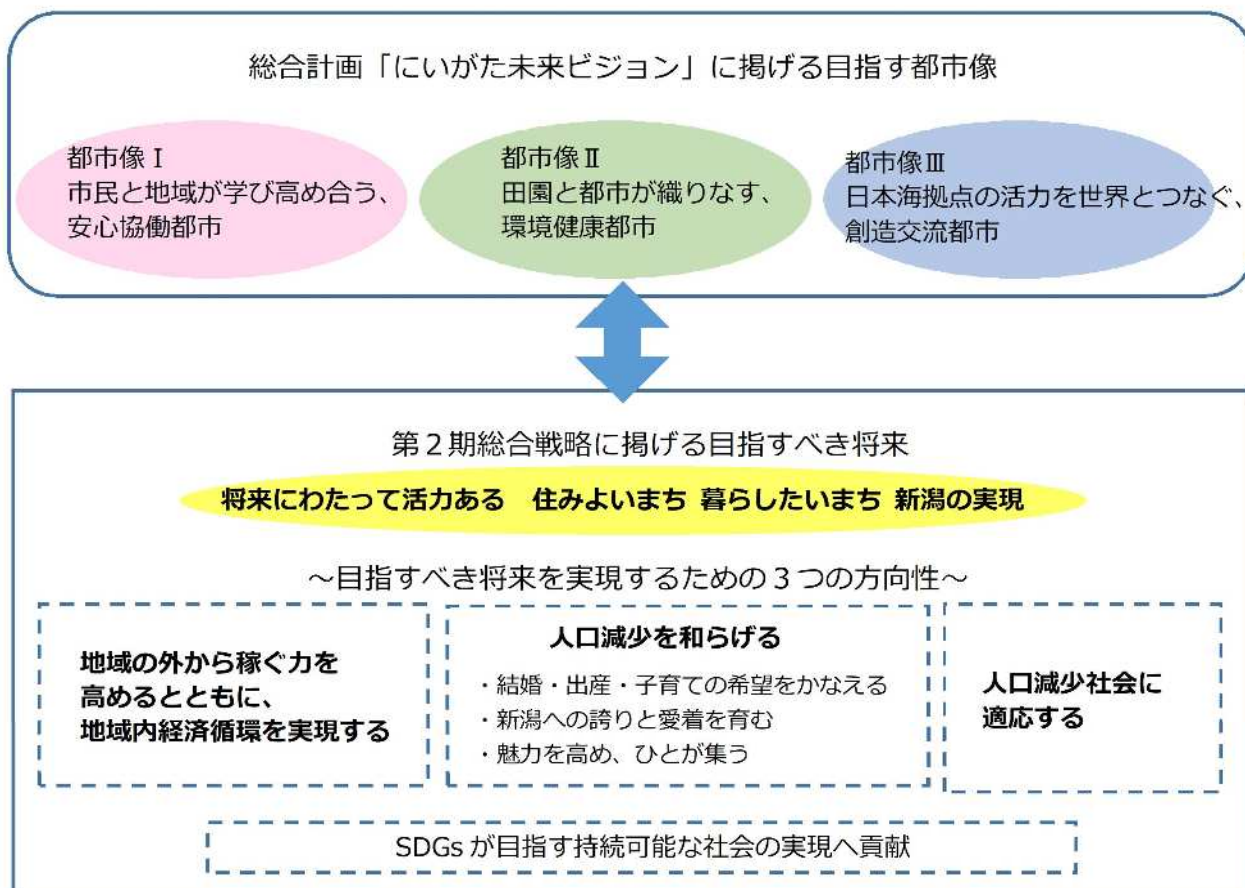 総合計画「にいがた未来ビジョン」に掲げる目指す都市像
都市像Ⅰ
市民と地域が学び高め合う、
安心協働都市
都市像Ⅱ
田園と都市が織りなす、
環境健康都市
都市像Ⅲ
日本海拠点の活力を世界とつなぐ、
創造交流都市
第２期総合戦略に掲げる目指すべき将来
将来にわたって活力ある　住みよいまち 暮らしたいまち 新潟の実現
～目指すべき将来を実現するための３つの方向性～
地域の外から稼ぐ力を
高めるとともに、
地域内経済循環を実現する
人口減少を和らげる
・結婚・出産・子育ての希望をかなえる
・新潟への誇りと愛着を育む
・魅力を高め、ひとが集う
人口減少社会に
適応する
SDGs が目指す持続可能な社会の実現へ貢献